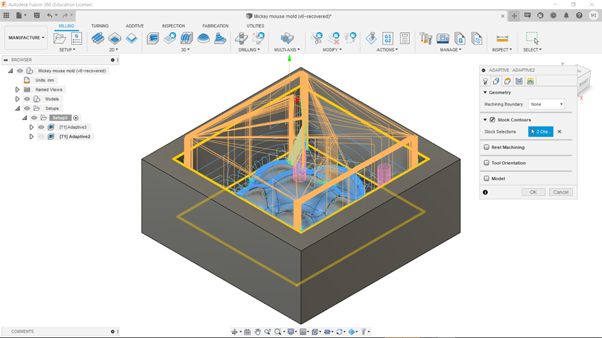 Autodesk Fusion 360 (Education License)
Mickey mouse mold (v6~recovered)*
MILLING TURNING ADDITIVE INSPECTION FABRICATION UTILITIES
MANUFACTURE
SETUP 2D 3D DRILLING MULTI-AXIS MODIFY ACTIONS MANAGE INSPECT SELECT
BROWSER
Mickey mouse mold (v6~recovered)
Units: mm
Named Views
Models
Setups
Setup2
[T1] Adaptive3
[T1] Adaptive2
ADAPTIVE : ADAPTIVE2
Geometry
Machining Boundary None
Stock Contours
Stock Selections 2 Cha...
Rest Machining
Tool Orientation
Model
OK Cancel
COMMENTS